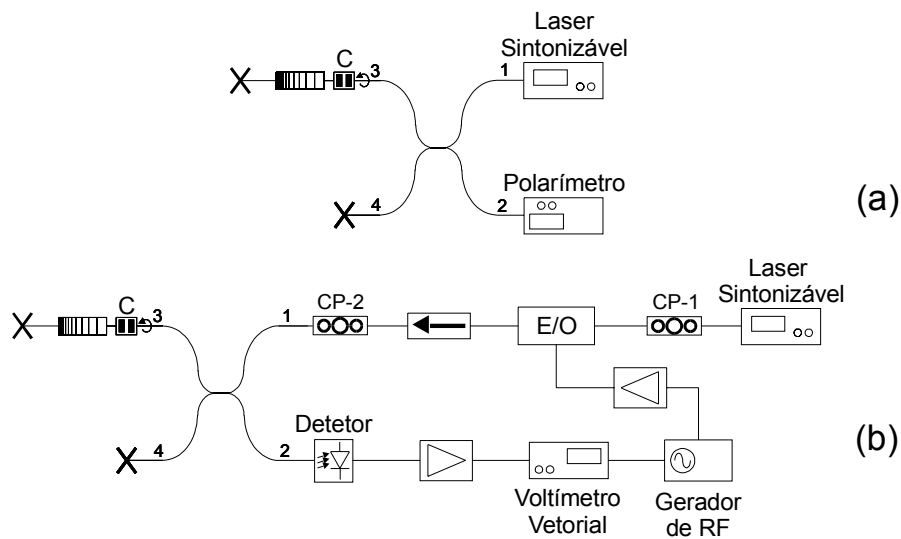 Laser
Sintonizável
C
3
1
Polarímetro
4
2
(a)
Laser
Sintonizável
C
3
1
CP-2
E/O
CP-1
Detetor
4
2
(b)
Voltímetro
Vetorial
Gerador
de RF